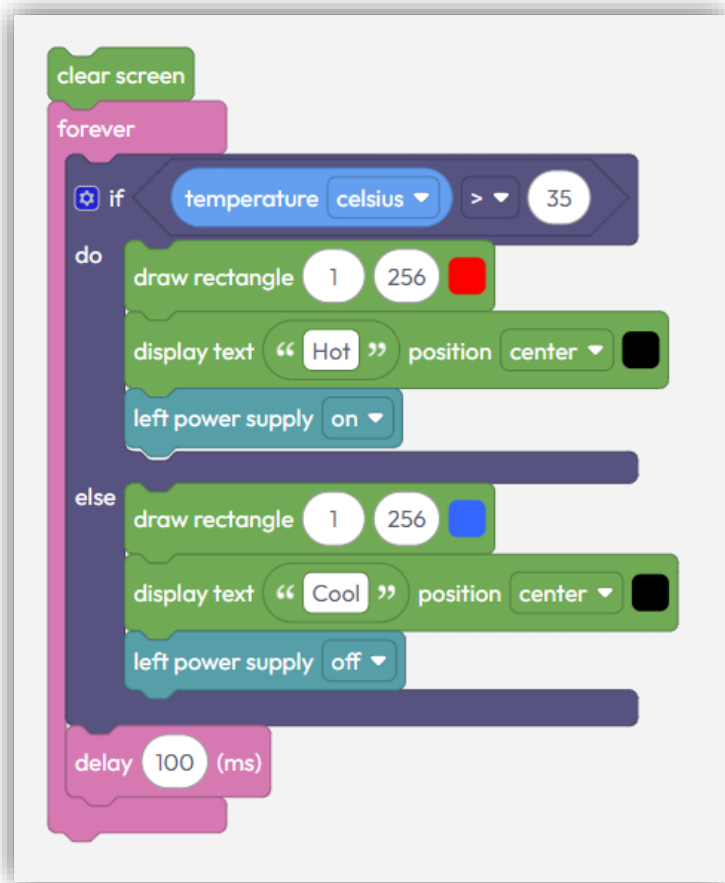 clear screen
forever
if temperature celsius > 35
do
draw rectangle 1 256
display text “ Hot ” position center
left power supply on
else
draw rectangle 1 256
display text “ Cool ” position center
left power supply off
delay 100 (ms)